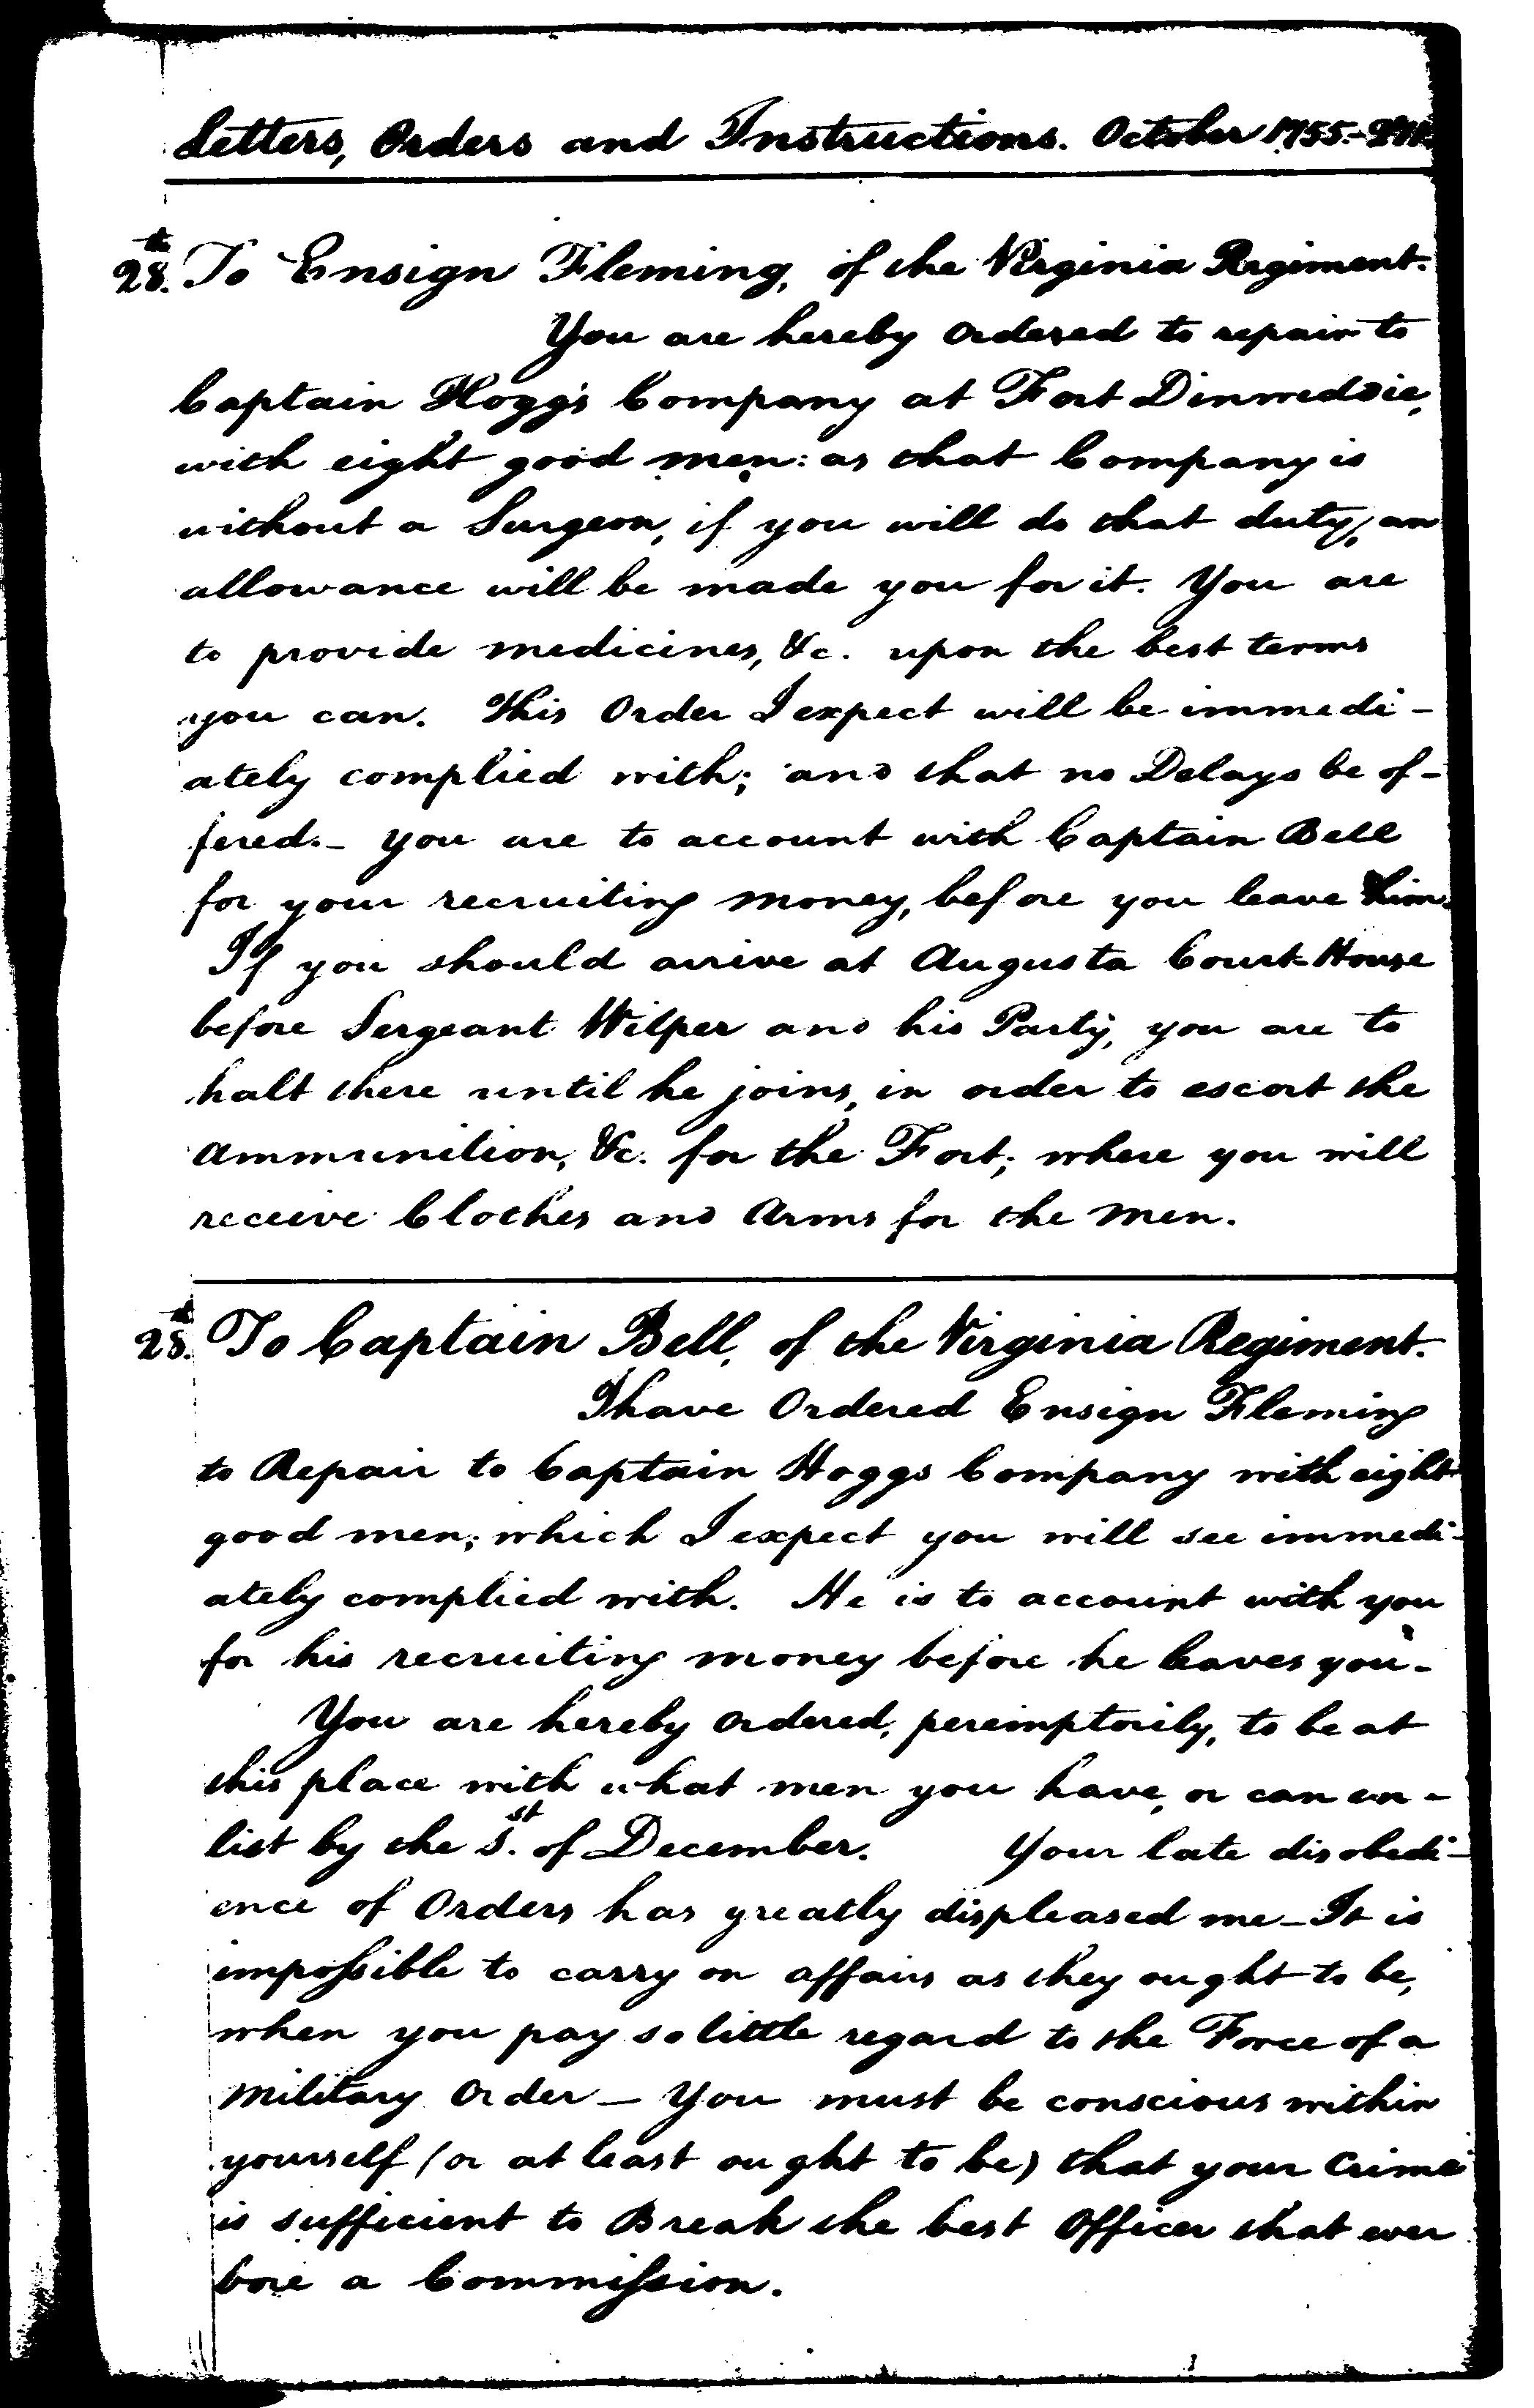 Letters, Orders and Instructions. October 1755.
28th. To Ensign Fleming, of the Virginia Regiment.
You are hereby ordered to repair to
Captain Hogg's Company at Fort Dinwiddie,
with eight good men: as that Company is
without a Surgeon, if you will do that duty, an
allowance will be made you for it. You are
to provide medicines, &c. upon the best terms
you can. This Order I expect will be immedi-
ately complied with; and that no Delays be of-
fered. - You are to account with Captain Bell
for your recruiting money, before you leave him.
If you should arrive at Augusta Court-House
before Sergeant Wilper and his Party, you are to
halt there until he joins, in order to escort the
Ammunition, &c. for the Fort; where you will
receive Clothes and Arms for the men.
28th. To Captain Bell, of the Virginia Regiment.
I have Ordered Ensign Fleming
to Repair to Captain Hoggs Company with eight
good men; which I expect you will see immedi-
ately complied with. He is to account with you
for his recruiting money before he leaves you.
You are hereby Ordered, peremptorily, to be at
this place with what men you have, or can en-
list by the 1st. of December. Your late disobedi-
ence of Orders has greatly displeased me - It is
impossible to carry on affairs as they ought to be,
when you pay so little regard to the Force of a
Military Order - You must be conscious within
yourself (or at least ought to be) that your Crime
is sufficient to Break the best Officer that ever
bore a Commission.